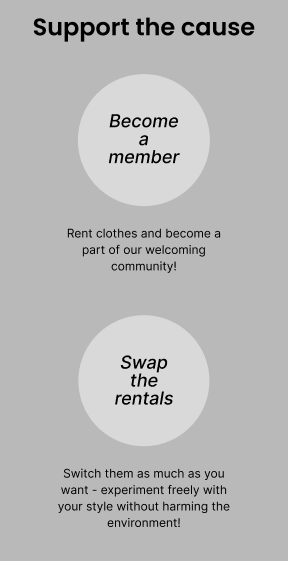 Support the cause
Become
a
member
Rent clothes and become a
part of our welcoming
community!
Swap
the
rentals
Switch them as much as you
want - experiment freely with
your style without harming the
environment!